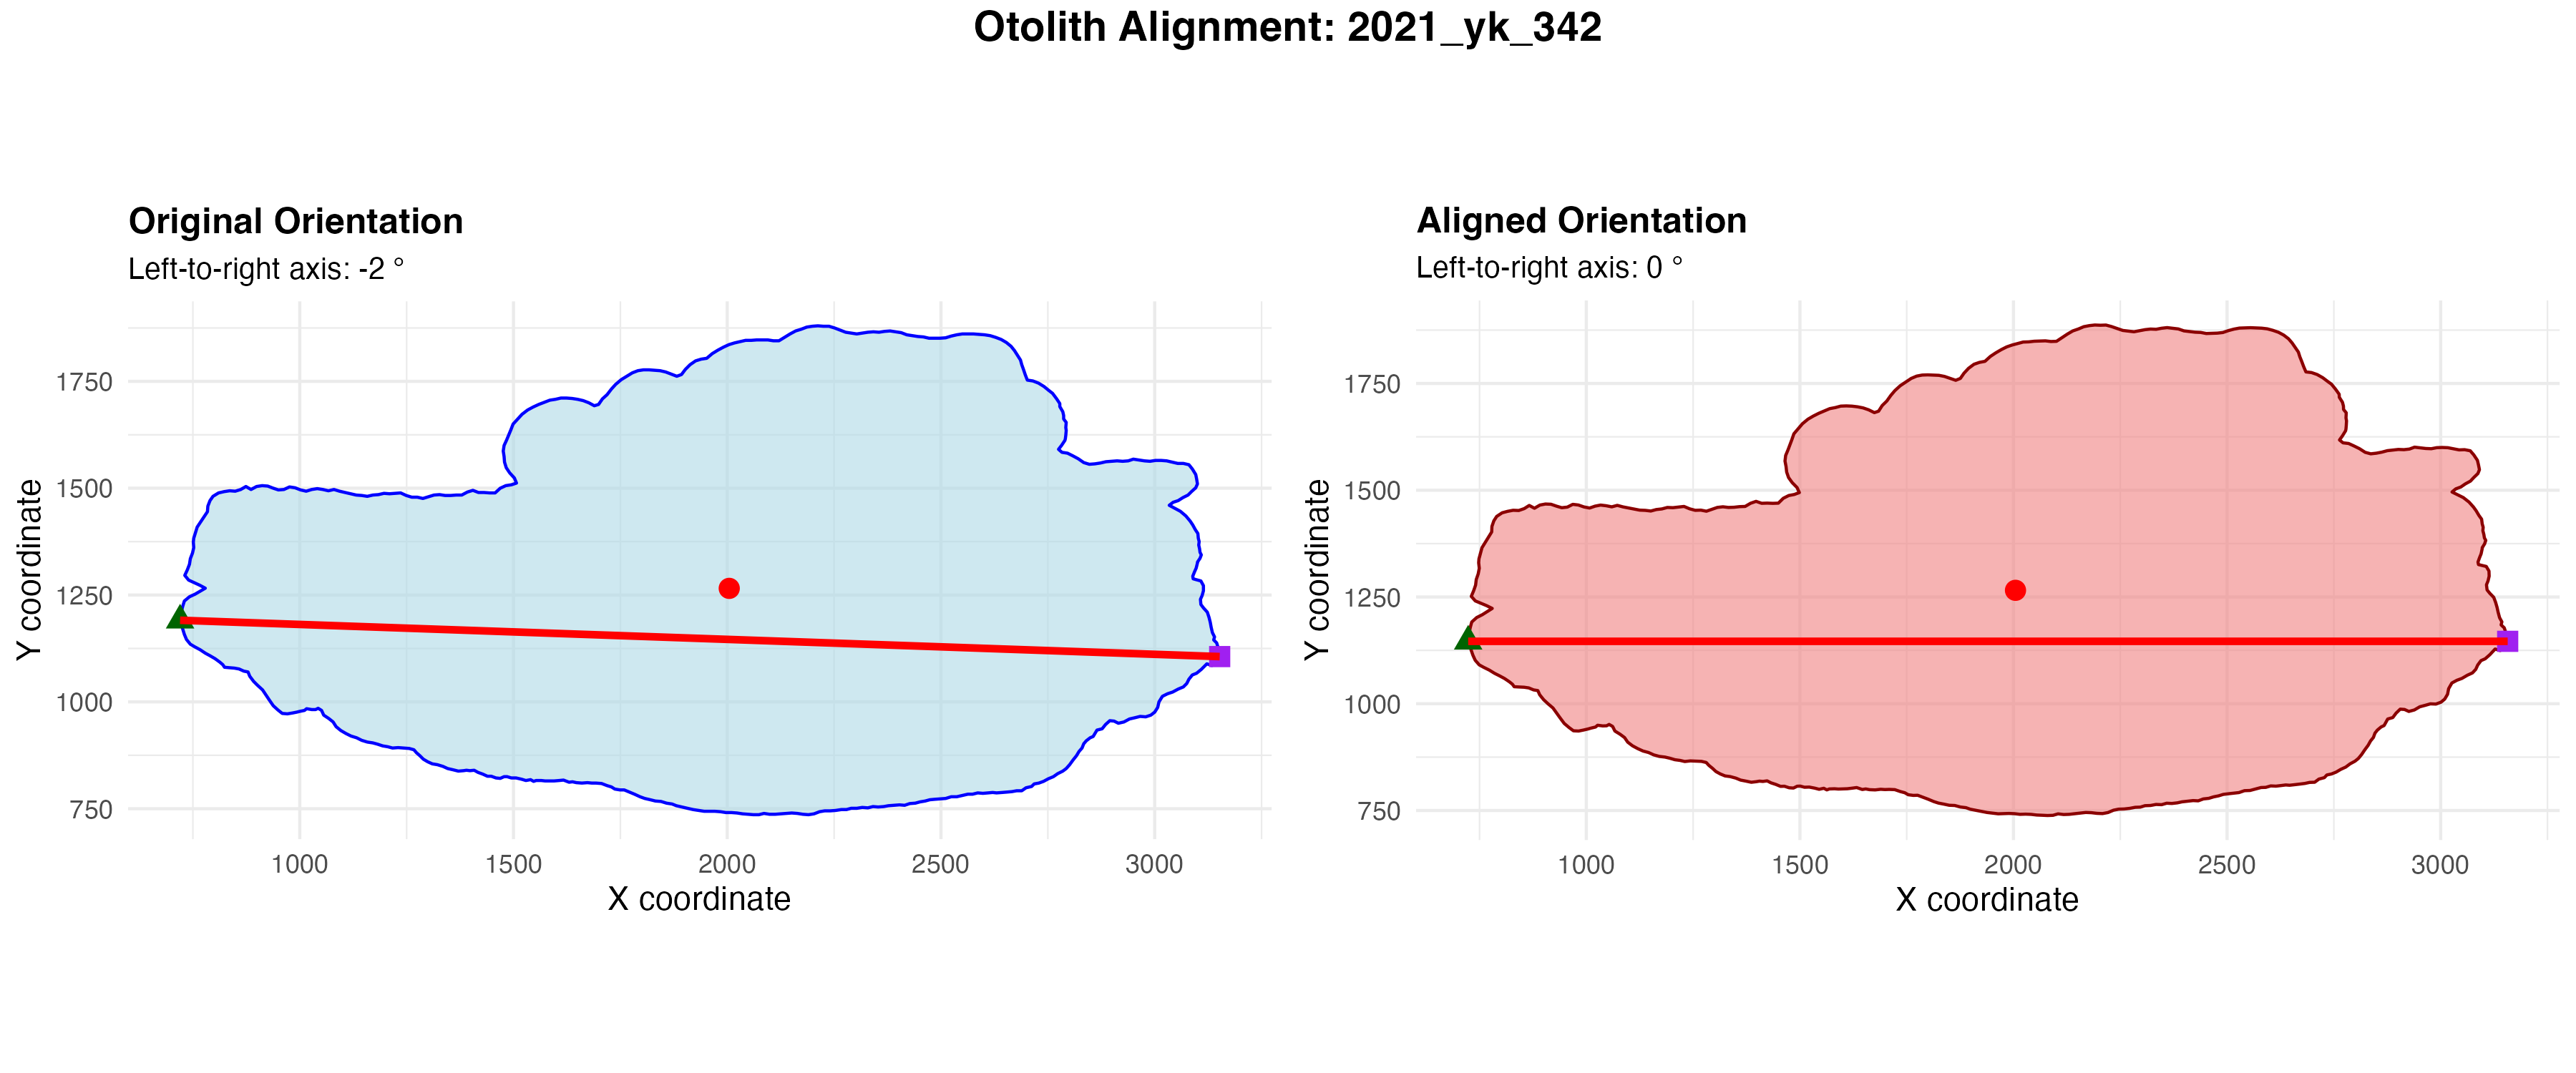 Otolith Alignment: 2021_yk_342
Original Orientation
Left-to-right axis: -2 °
Y coordinate
1750
1500
1250
1000
750
1000 1500 2000 2500 3000
X coordinate
Aligned Orientation
Left-to-right axis: 0 °
Y coordinate
1750
1500
1250
1000
750
1000 1500 2000 2500 3000
X coordinate